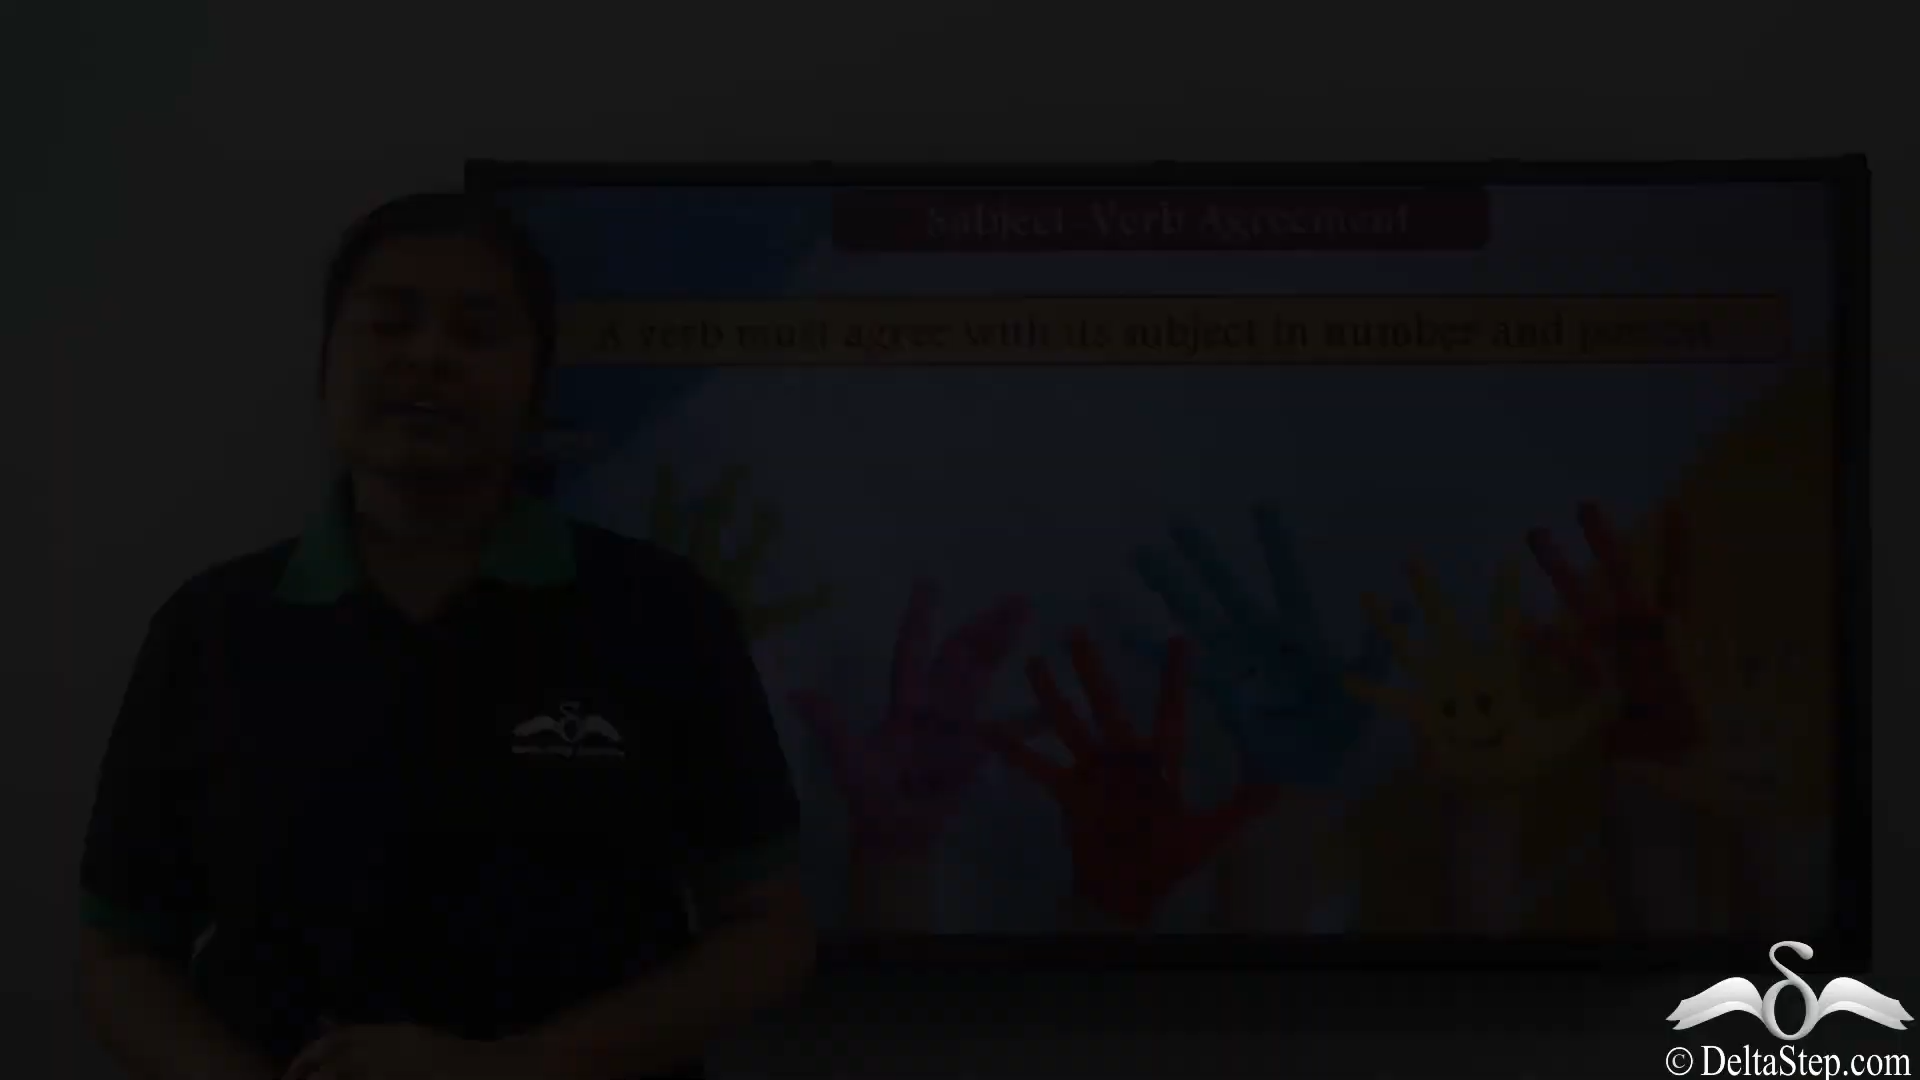 Subject-Verb Agreement
A verb must agree with its subject in number and person
© DeltaStep.com